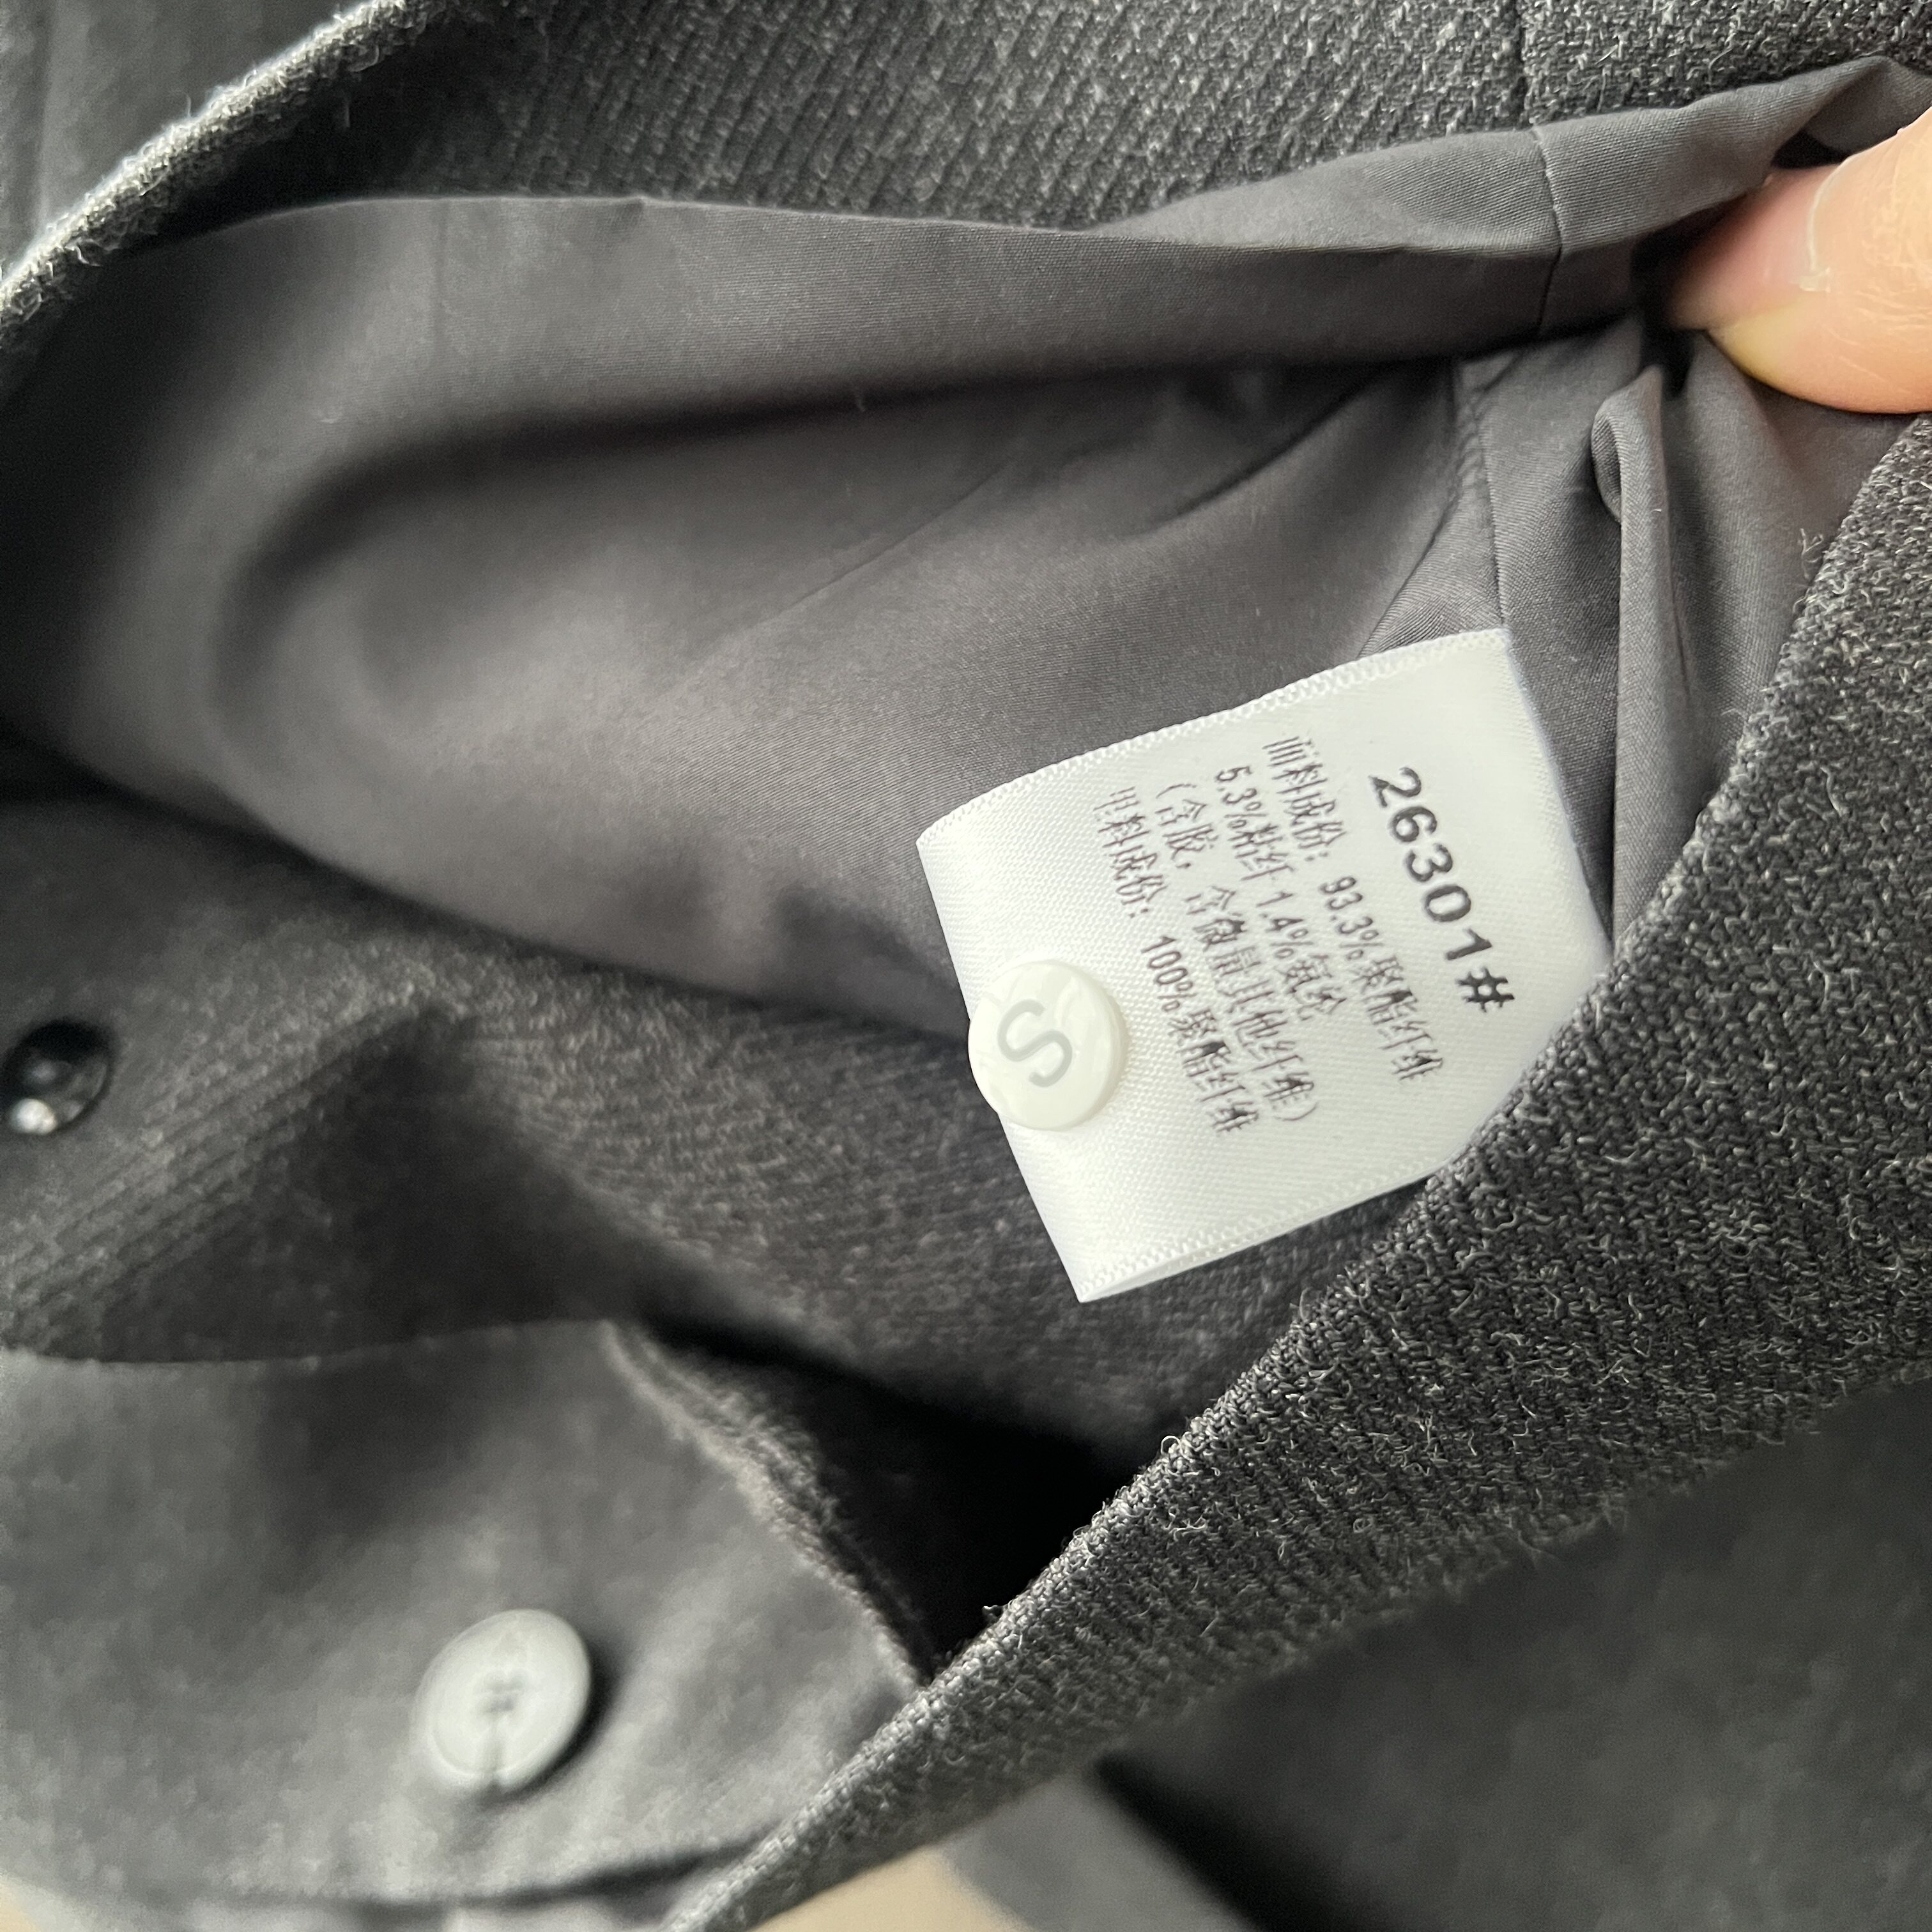 26301#
面料成份：93.3%聚酯纤维
5.3%粘纤 1.4%氨纶
（含胶，含微量其他纤维）
里料成份：100%聚酯纤维
S